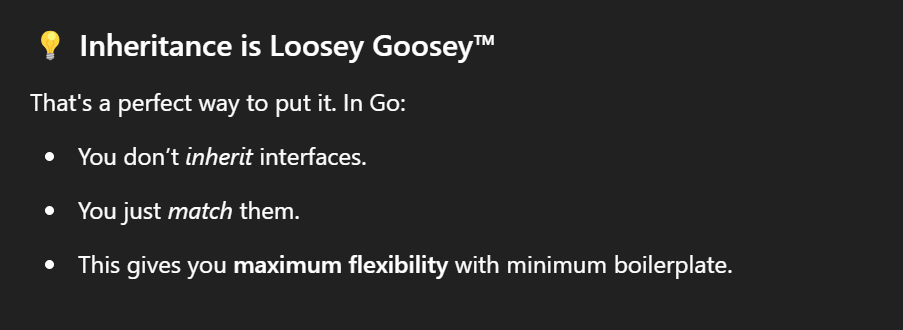 💡 Inheritance is Loosey Goosey™
That's a perfect way to put it. In Go:
• You don’t inherit interfaces.
• You just match them.
• This gives you maximum flexibility with minimum boilerplate.